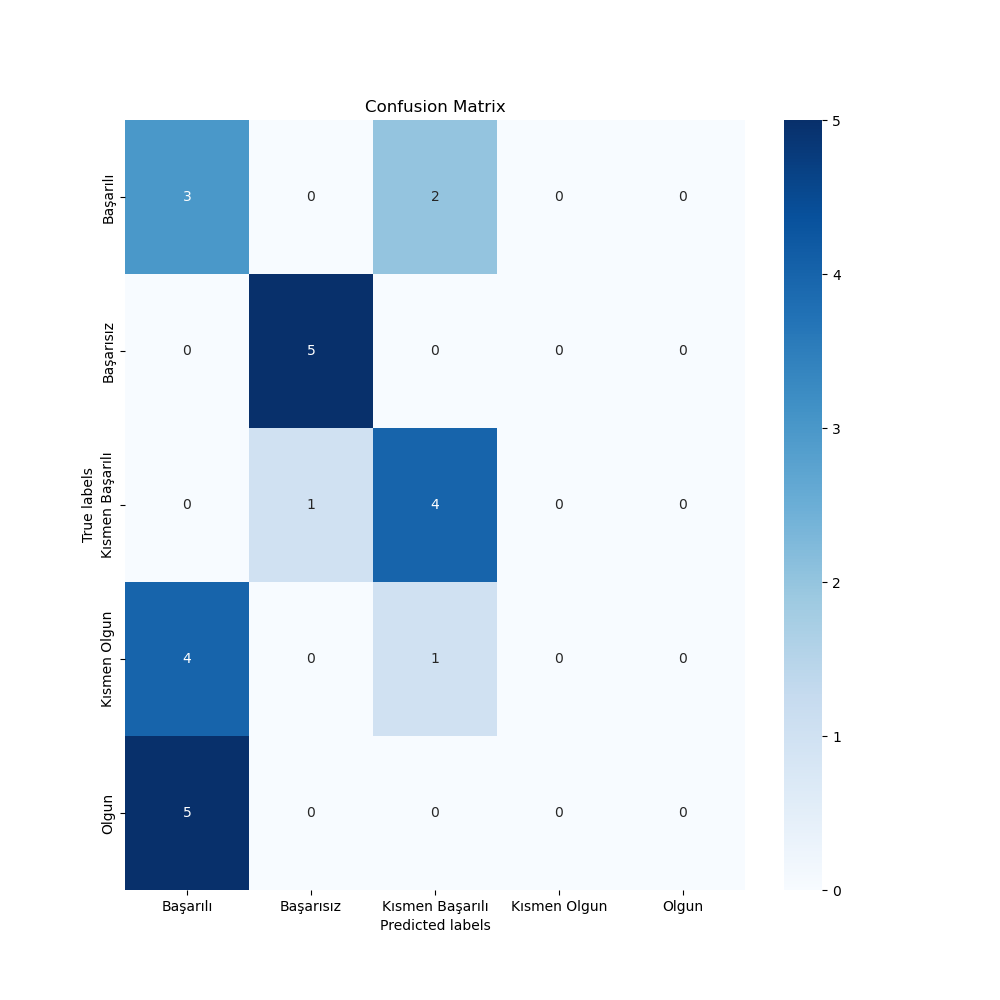 Confusion Matrix
True labels
Başarılı
3 0 2 0 0
Başarısız
0 5 0 0 0
Kısmen Başarılı
0 1 4 0 0
Kısmen Olgun
4 0 1 0 0
Olgun
5 0 0 0 0
Başarılı Başarısız Kısmen Başarılı Kısmen Olgun Olgun
Predicted labels
5
4
3
2
1
0